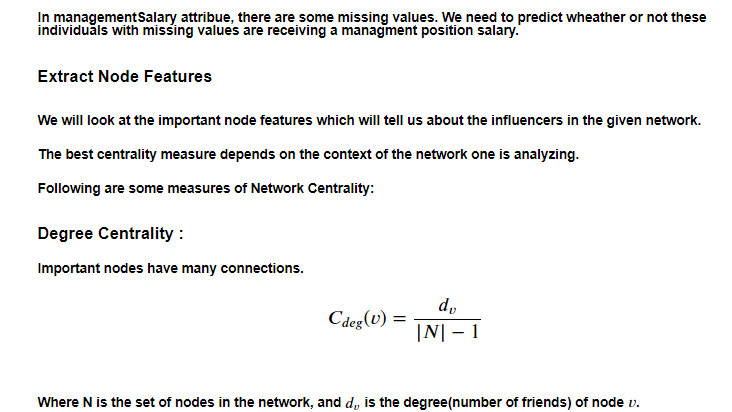 In managementSalary attribue, there are some missing values. We need to predict wheather or not these
individuals with missing values are receiving a managment position salary.
Extract Node Features
We will look at the important node features which will tell us about the influencers in the given network.
The best centrality measure depends on the context of the network one is analyzing.
Following are some measures of Network Centrality:
Degree Centrality :
Important nodes have many connections.
C_deg(v) = d_v / (|N| − 1)
Where N is the set of nodes in the network, and d_v is the degree(number of friends) of node v.